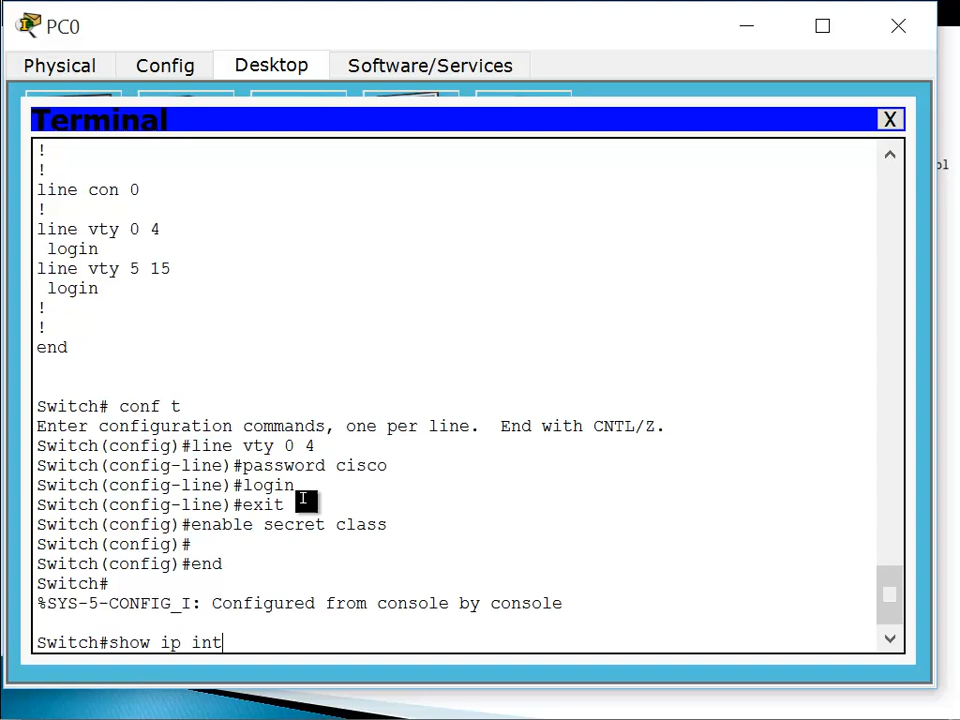 PC0
Physical Config Desktop Software/Services
Terminal
X
!
!
line con 0
!
line vty 0 4
login
line vty 5 15
login
!
!
end
Switch# conf t
Enter configuration commands, one per line. End with CNTL/Z.
Switch(config)#line vty 0 4
Switch(config-line)#password cisco
Switch(config-line)#login
Switch(config-line)#exit
Switch(config)#enable secret class
Switch(config)#
Switch(config)#end
Switch#
%SYS-5-CONFIG_I: Configured from console by console
Switch#show ip int